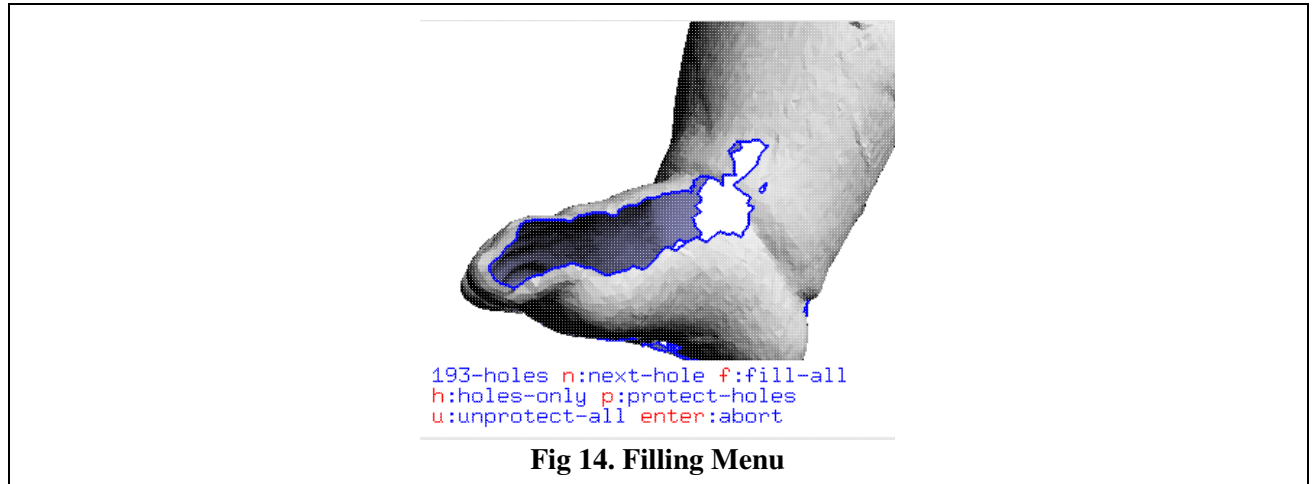 193-holes n:next-hole f:fill-all
h:holes-only p:protect-holes
u:unprotect-all enter:abort
Fig 14. Filling Menu